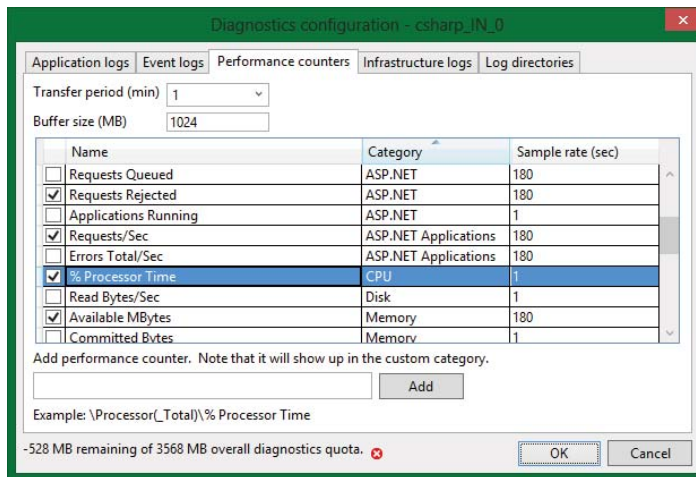 Diagnostics configuration - csharp_IN_0
Application logs Event logs Performance counters Infrastructure logs Log directories
Transfer period (min) 1
Buffer size (MB) 1024
Name Category Sample rate (sec)
Requests Queued ASP.NET 180
Requests Rejected ASP.NET 180
Applications Running ASP.NET 1
Requests/Sec ASP.NET Applications 180
Errors Total/Sec ASP.NET Applications 180
% Processor Time CPU 1
Read Bytes/Sec Disk 1
Available MBytes Memory 180
Committed Bytes Memory 1
Add performance counter. Note that it will show up in the custom category.
Add
Example: \Processor(_Total)\% Processor Time
-528 MB remaining of 3568 MB overall diagnostics quota.
OK Cancel